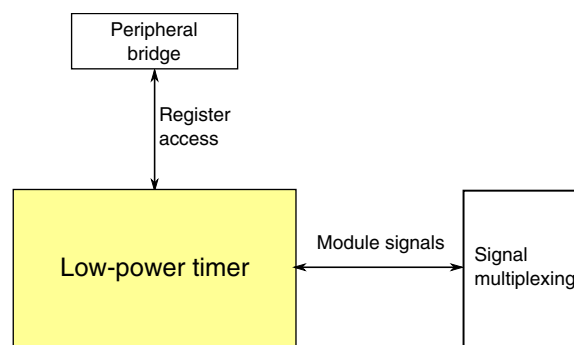 Peripheral
bridge
Register
access
Low-power timer
Module signals
Signal
multiplexing